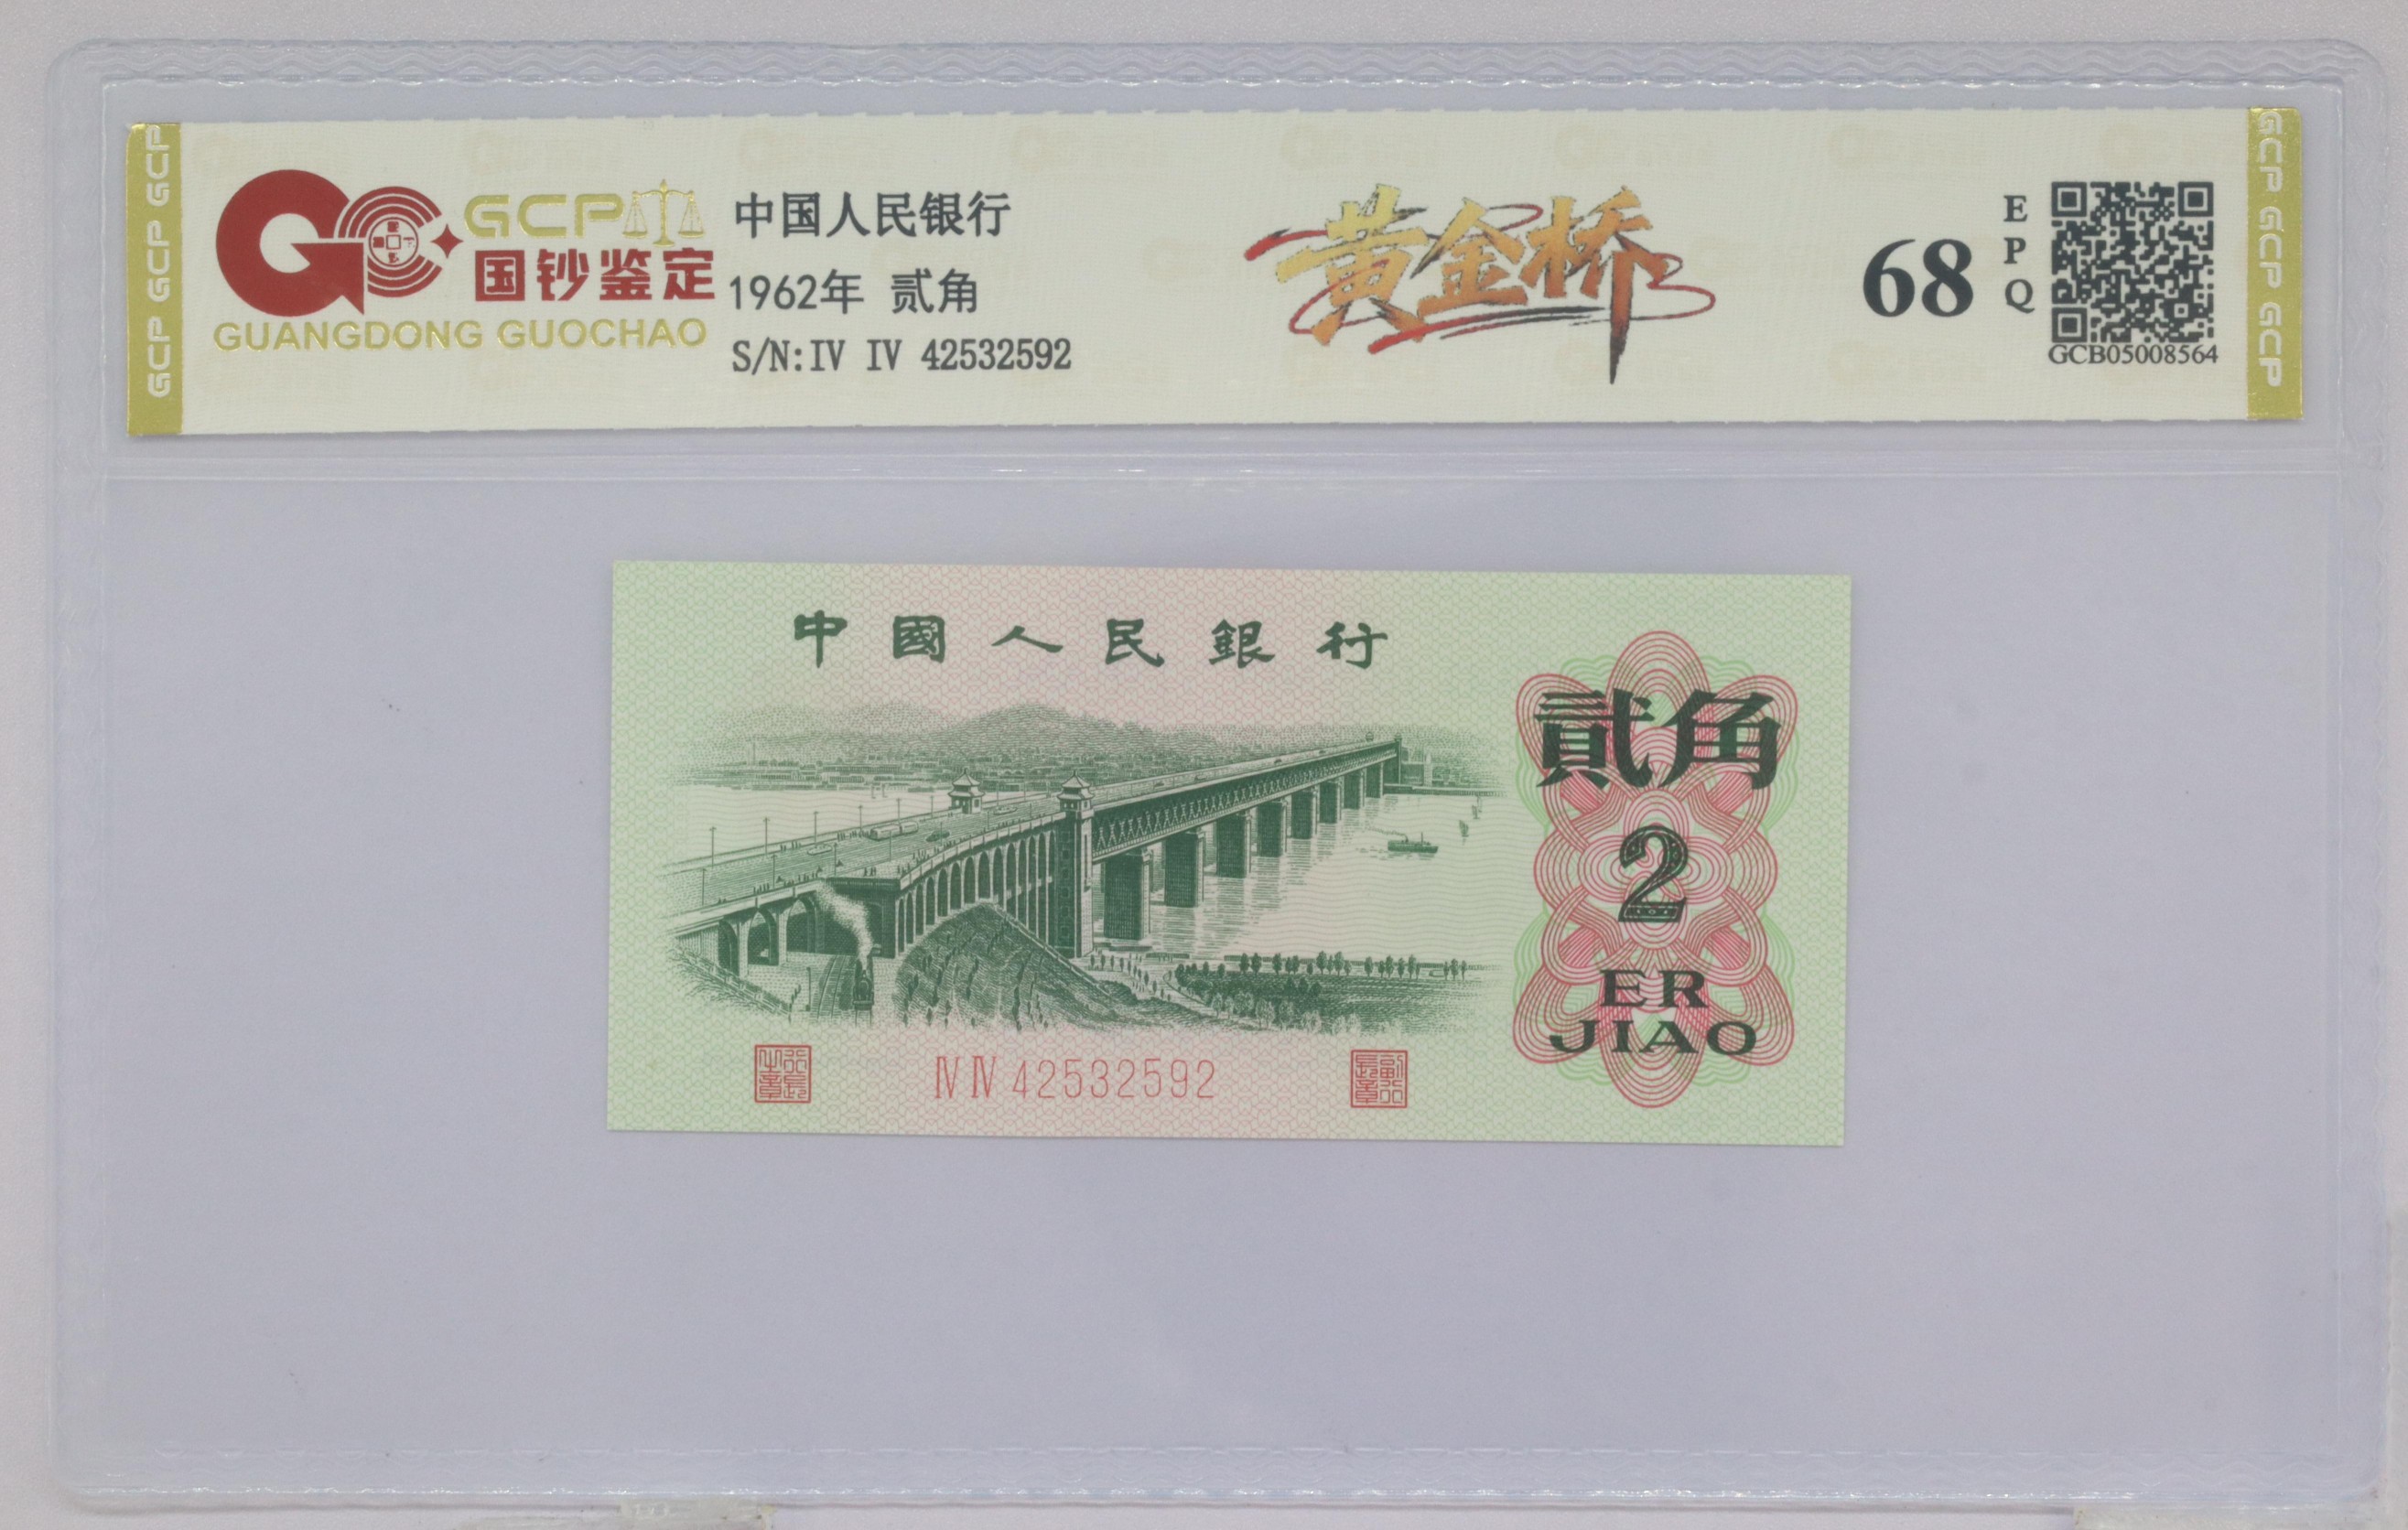 GCP GCP GCP
GCP
国钞鉴定
GUANGDONG GUOCHAO
中国人民银行
1962年 贰角
S/N:IV IV 42532592
黄金桥
68
EPQ
GCB05008564
GCP GCP GCP
中國人民銀行
貳角
2
ER
JIAO
IV IV 42532592